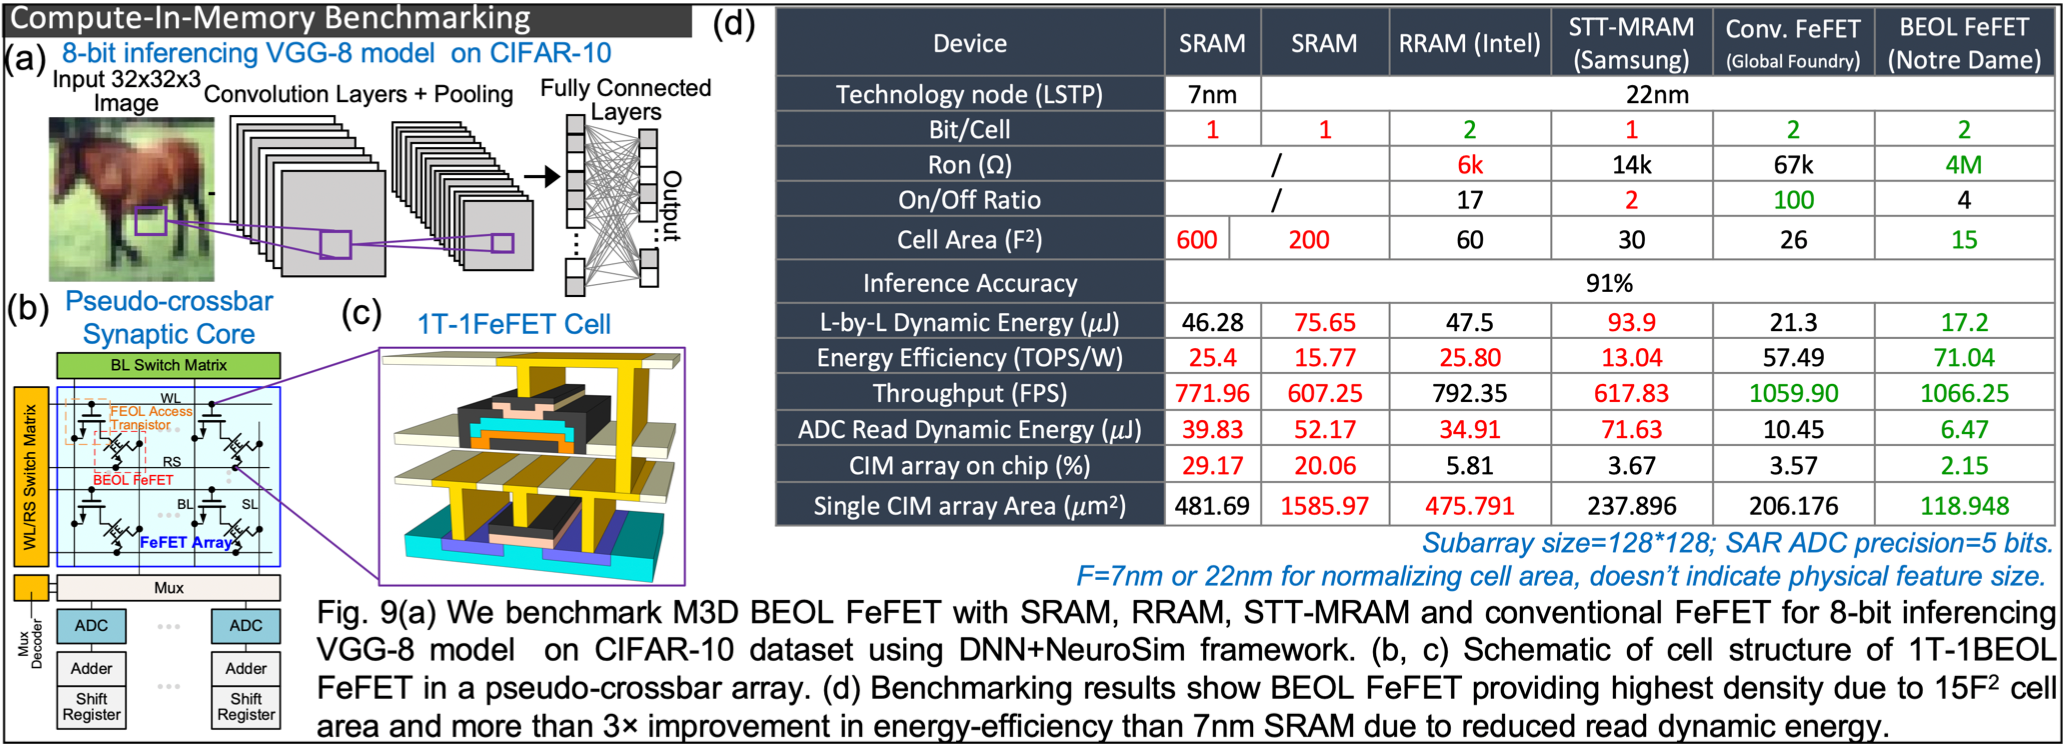 Compute-In-Memory Benchmarking
(a) 8-bit inferencing VGG-8 model on CIFAR-10
Input 32x32x3
Image
Convolution Layers + Pooling
Fully Connected
Layers
Output
(b) Pseudo-crossbar
Synaptic Core
BL Switch Matrix
WL/RS Switch Matrix
WL
FEOL Access
Transistor
RS
BEOL FeFET
BL
SL
FeFET Array
Mux
Mux
Decoder
ADC
ADC
Adder
Adder
Shift
Register
Shift
Register
(c) 1T-1FeFET Cell
(d)
Device SRAM SRAM RRAM (Intel) STT-MRAM (Samsung) Conv. FeFET (Global Foundry) BEOL FeFET (Notre Dame)
Technology node (LSTP) 7nm 22nm
Bit/Cell 1 1 2 1 2 2
Ron (Ω) / 6k 14k 67k 4M
On/Off Ratio / 17 2 100 4
Cell Area (F²) 600 200 60 30 26 15
Inference Accuracy 91%
L-by-L Dynamic Energy (μJ) 46.28 75.65 47.5 93.9 21.3 17.2
Energy Efficiency (TOPS/W) 25.4 15.77 25.80 13.04 57.49 71.04
Throughput (FPS) 771.96 607.25 792.35 617.83 1059.90 1066.25
ADC Read Dynamic Energy (μJ) 39.83 52.17 34.91 71.63 10.45 6.47
CIM array on chip (%) 29.17 20.06 5.81 3.67 3.57 2.15
Single CIM array Area (μm²) 481.69 1585.97 475.791 237.896 206.176 118.948
Subarray size=128*128; SAR ADC precision=5 bits.
F=7nm or 22nm for normalizing cell area, doesn't indicate physical feature size.
Fig. 9(a) We benchmark M3D BEOL FeFET with SRAM, RRAM, STT-MRAM and conventional FeFET for 8-bit inferencing
VGG-8 model on CIFAR-10 dataset using DNN+NeuroSim framework. (b, c) Schematic of cell structure of 1T-1BEOL
FeFET in a pseudo-crossbar array. (d) Benchmarking results show BEOL FeFET providing highest density due to 15F² cell
area and more than 3× improvement in energy-efficiency than 7nm SRAM due to reduced read dynamic energy.